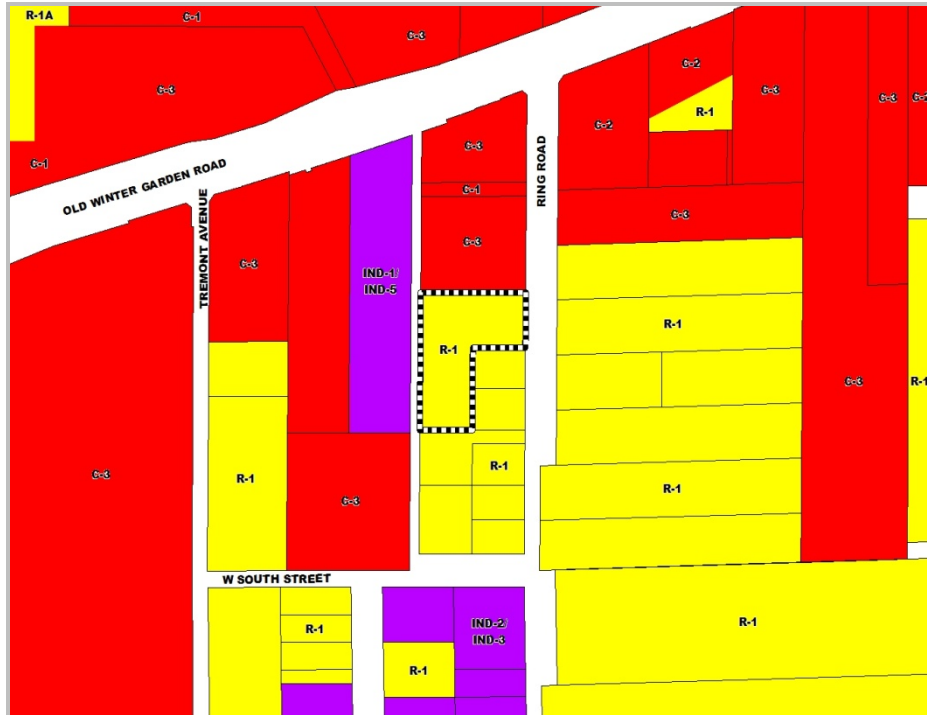 R-1A
C-1
C-3
C-3
C-2
C-3
C-3
C-2
R-1
C-2
C-3
C-1
OLD WINTER GARDEN ROAD
C-1
RING ROAD
C-3
TREMONT AVENUE
C-3
C-3
IND-1/
IND-5
R-1
R-1
C-3
R-1
C-3
R-1
R-1
R-1
C-3
C-3
W SOUTH STREET
R-1
IND-2/
IND-3
R-1
R-1